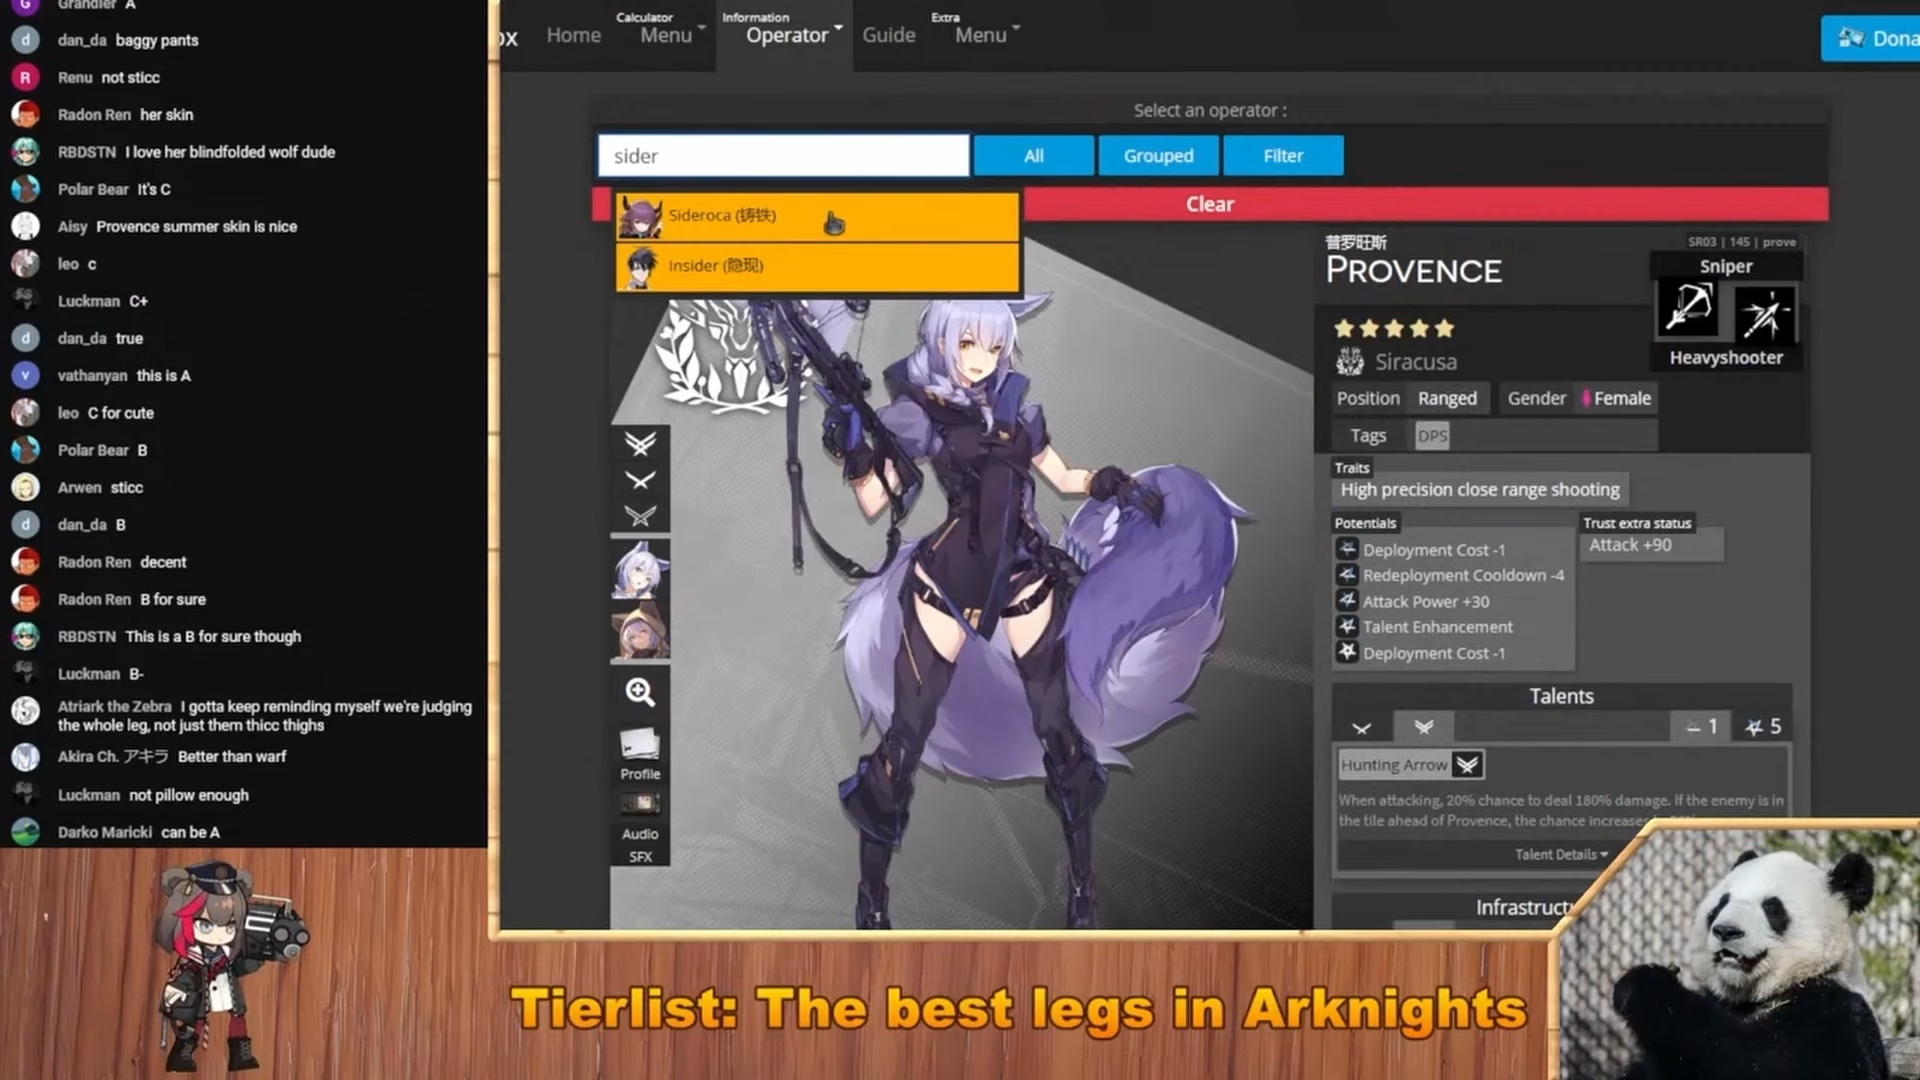 G Grandier A
d dan_da baggy pants
R Renu not sticc
Radon Ren her skin
RBDSTN I love her blindfolded wolf dude
Polar Bear It's C
Aisy Provence summer skin is nice
leo c
Luckman C+
d dan_da true
v vathanyan this is A
leo C for cute
Polar Bear B
Arwen sticc
d dan_da B
Radon Ren decent
Radon Ren B for sure
RBDSTN This is a B for sure though
Luckman B-
Atriark the Zebra I gotta keep reminding myself we're judging
the whole leg, not just them thicc thighs
Akira Ch. アキラ Better than warf
Luckman not pillow enough
Darko Maricki can be A
ox Home
Calculator
Menu
Information
Operator
Guide
Extra
Menu
Dona
Select an operator :
sider
All
Grouped
Filter
Clear
Sideroca (铸铁)
Insider (隐现)
普罗旺斯
PROVENCE
SR03 | 145 | prove
Sniper
Heavyshooter
Siracusa
Position Ranged
Gender Female
Tags DPS
Traits
High precision close range shooting
Potentials
Deployment Cost -1
Redeployment Cooldown -4
Attack Power +30
Talent Enhancement
Deployment Cost -1
Trust extra status
Attack +90
Talents
1
5
Hunting Arrow
When attacking, 20% chance to deal 180% damage. If the enemy is in
the tile ahead of Provence, the chance increases
Talent Details
Profile
Audio
SFX
Infrastructu
Tierlist: The best legs in Arknights